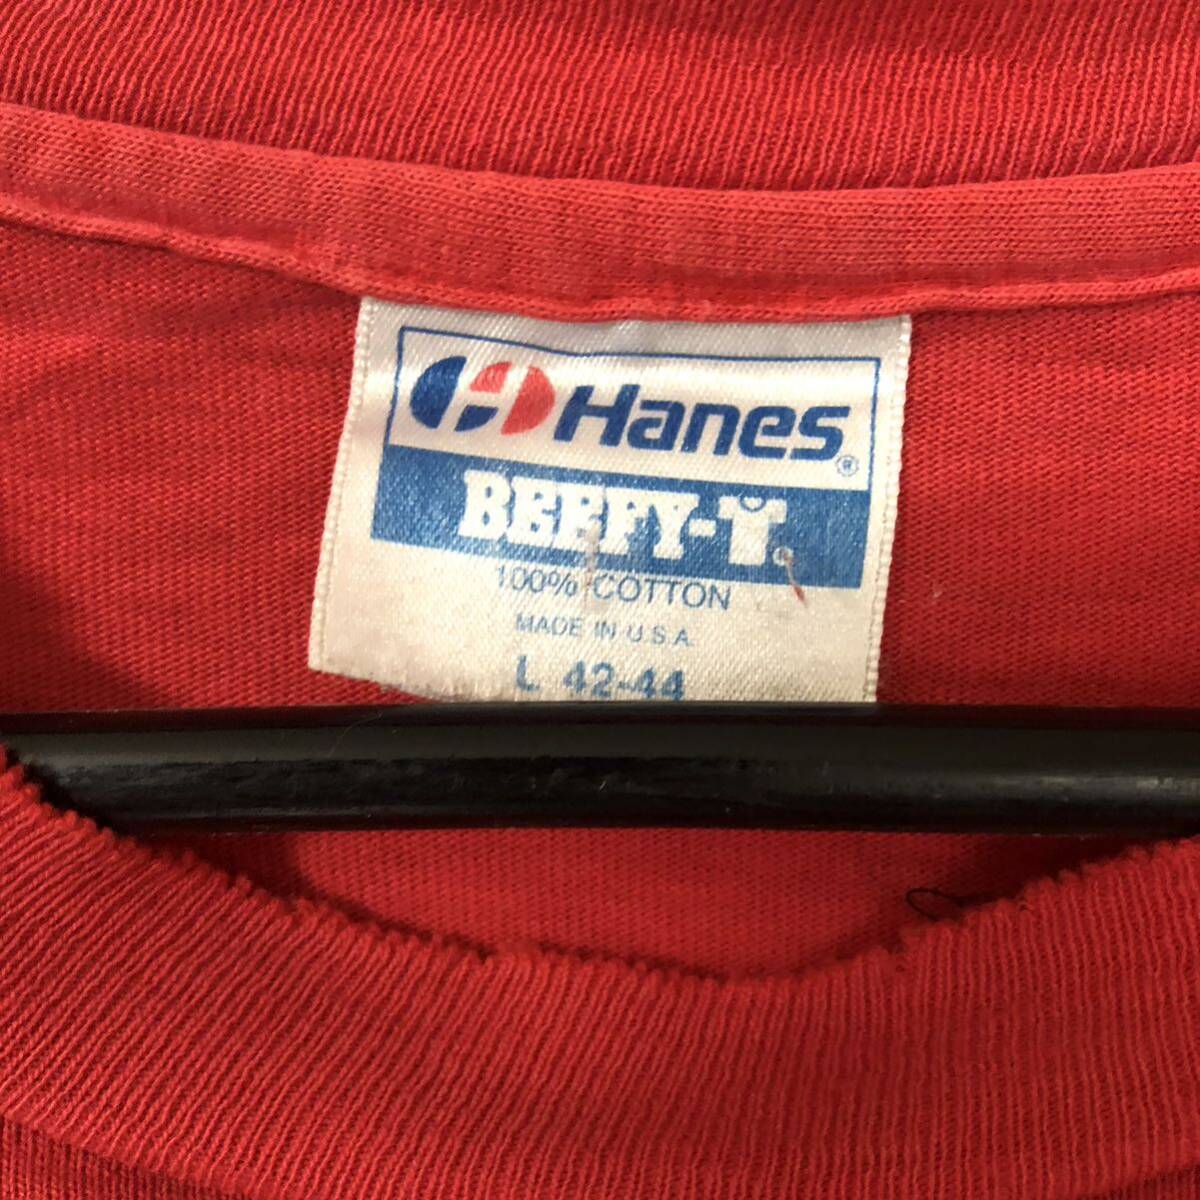 Hanes®
BEEFY-T®
100% COTTON
MADE IN U.S.A.
L 42-44